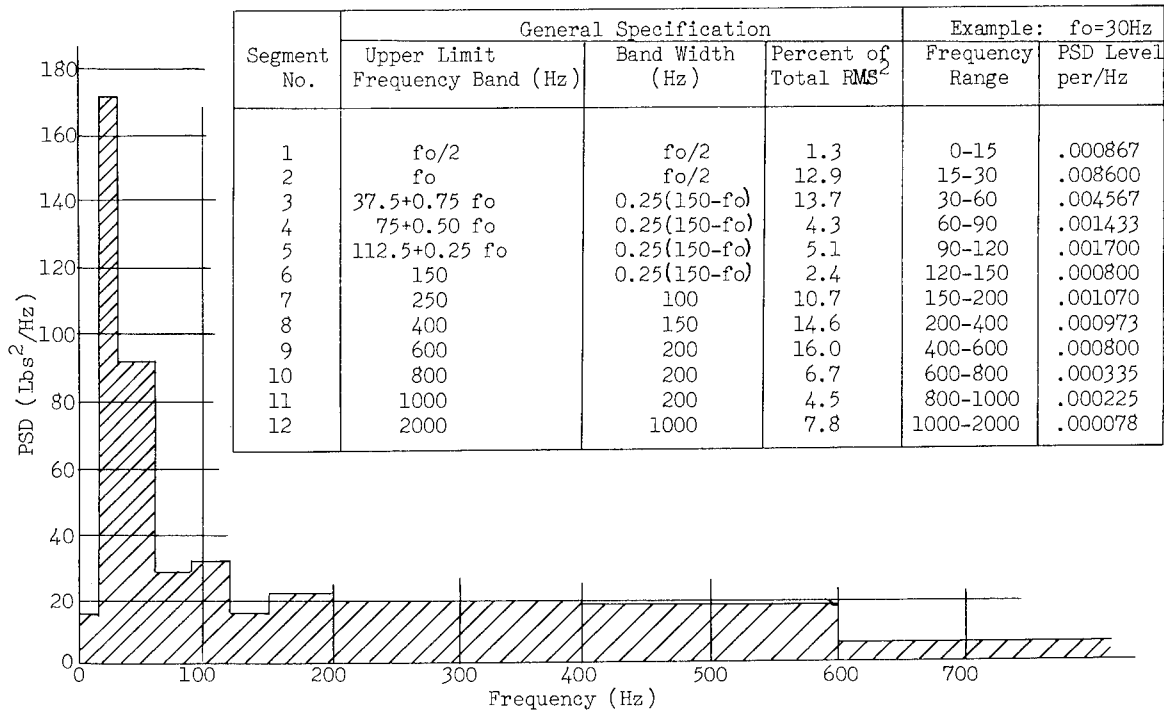 General Specification Example: fo=30Hz
Segment No. Upper Limit Frequency Band (Hz) Band Width (Hz) Percent of Total RMS² Frequency Range PSD Level per/Hz
1 fo/2 fo/2 1.3 0-15 .000867
2 fo fo/2 12.9 15-30 .008600
3 37.5+0.75 fo 0.25(150-fo) 13.7 30-60 .004567
4 75+0.50 fo 0.25(150-fo) 4.3 60-90 .001433
5 112.5+0.25 fo 0.25(150-fo) 5.1 90-120 .001700
6 150 0.25(150-fo) 2.4 120-150 .000800
7 250 100 10.7 150-200 .001070
8 400 150 14.6 200-400 .000973
9 600 200 16.0 400-600 .000800
10 800 200 6.7 600-800 .000335
11 1000 200 4.5 800-1000 .000225
12 2000 1000 7.8 1000-2000 .000078
PSD (Lbs²/Hz)
180
160
140
120
100
80
60
40
20
0
0 100 200 300 400 500 600 700
Frequency (Hz)